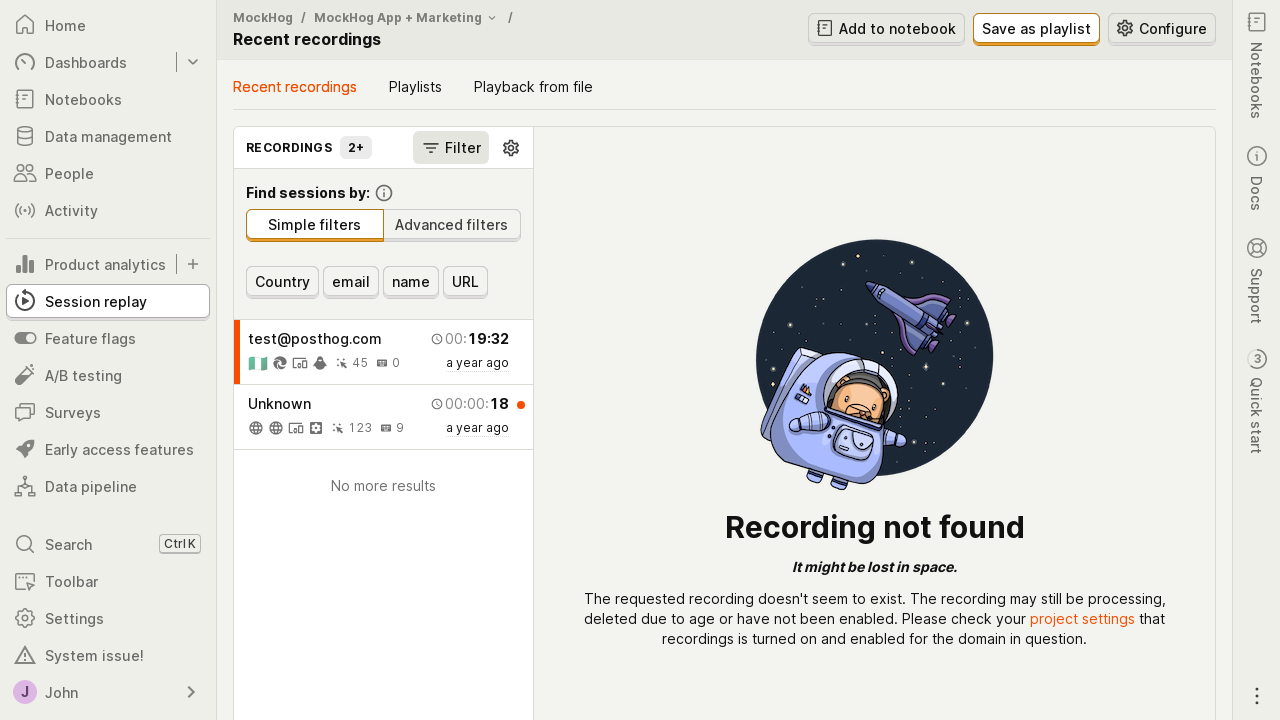 MockHog / MockHog App + Marketing /
Recent recordings
Add to notebook
Save as playlist
Configure
Home
Dashboards
Notebooks
Data management
People
Activity
Product analytics
Session replay
Feature flags
A/B testing
Surveys
Early access features
Data pipeline
Search Ctrl K
Toolbar
Settings
System issue!
J John
Recent recordings
Playlists
Playback from file
RECORDINGS 2+ Filter
Find sessions by:
Simple filters Advanced filters
Country email name URL
test@posthog.com 00:19:32
45 0 a year ago
Unknown 00:00:18
123 9 a year ago
No more results
Recording not found
It might be lost in space.
The requested recording doesn't seem to exist. The recording may still be processing,
deleted due to age or have not been enabled. Please check your project settings that
recordings is turned on and enabled for the domain in question.
Notebooks
Docs
Support
3 Quick start